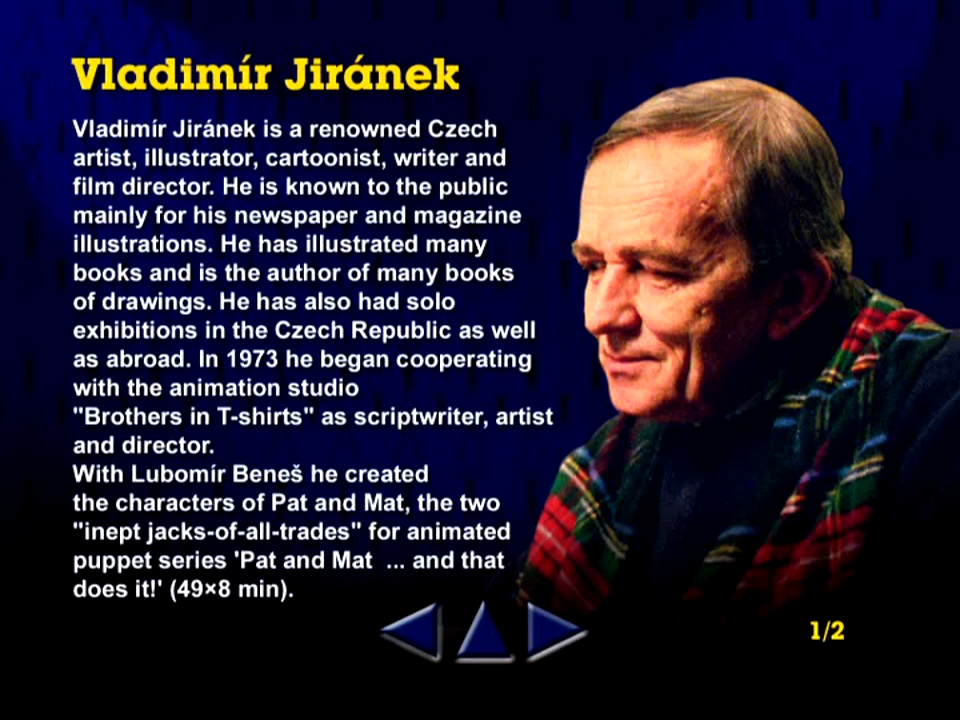 Vladimír Jiránek
Vladimír Jiránek is a renowned Czech
artist, illustrator, cartoonist, writer and
film director. He is known to the public
mainly for his newspaper and magazine
illustrations. He has illustrated many
books and is the author of many books
of drawings. He has also had solo
exhibitions in the Czech Republic as well
as abroad. In 1973 he began cooperating
with the animation studio
"Brothers in T-shirts" as scriptwriter, artist
and director.
With Lubomír Beneš he created
the characters of Pat and Mat, the two
"inept jacks-of-all-trades" for animated
puppet series 'Pat and Mat ... and that
does it!' (49×8 min).
1/2